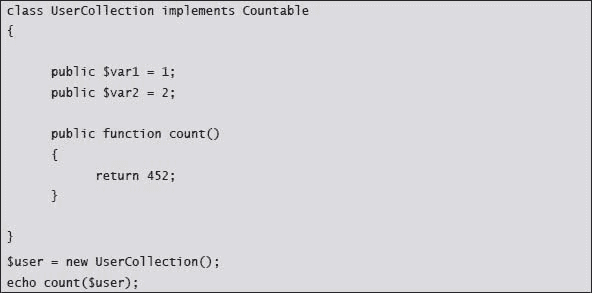 class UserCollection implements Countable
{
public $var1 = 1;
public $var2 = 2;
public function count()
{
return 452;
}
}
$user = new UserCollection();
echo count($user);